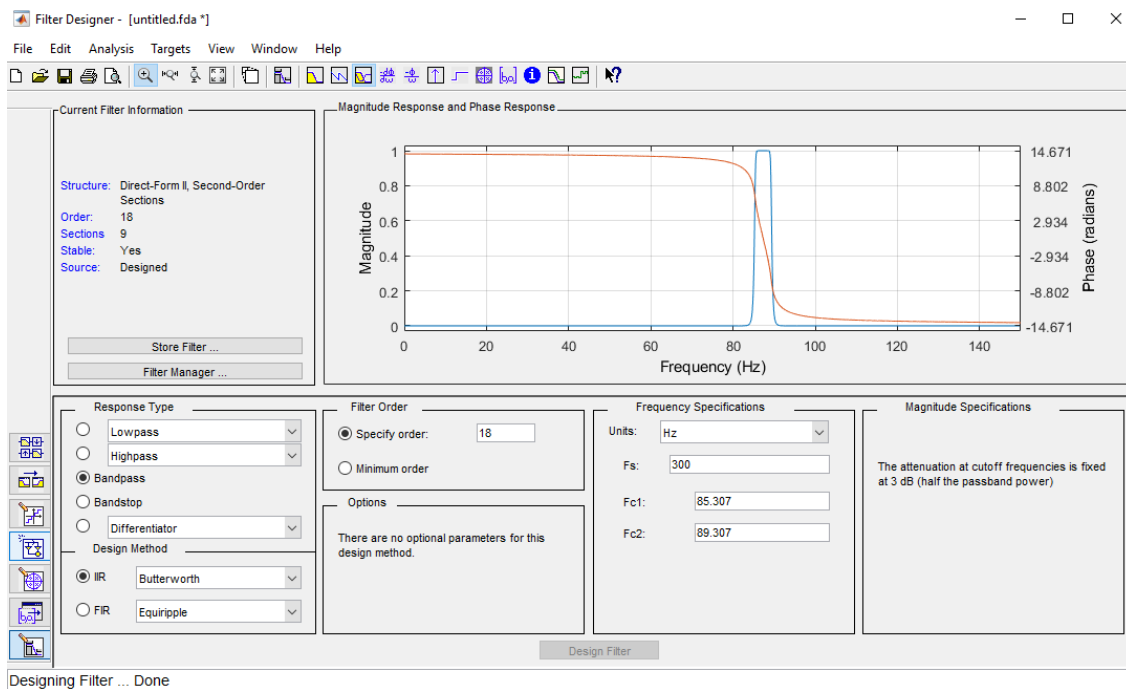 Filter Designer - [untitled.fda *]
File Edit Analysis Targets View Window Help
Current Filter Information
Structure: Direct-Form II, Second-Order
Sections
Order: 18
Sections 9
Stable: Yes
Source: Designed
Store Filter ...
Filter Manager ...
Magnitude Response and Phase Response
1
0.8
0.6
0.4
0.2
0
Magnitude
14.671
8.802
2.934
-2.934
-8.802
-14.671
Phase (radians)
0 20 40 60 80 100 120 140
Frequency (Hz)
Response Type
Lowpass
Highpass
Bandpass
Bandstop
Differentiator
Design Method
IIR Butterworth
FIR Equiripple
Filter Order
Specify order: 18
Minimum order
Options
There are no optional parameters for this
design method.
Frequency Specifications
Units: Hz
Fs: 300
Fc1: 85.307
Fc2: 89.307
Magnitude Specifications
The attenuation at cutoff frequencies is fixed
at 3 dB (half the passband power)
Design Filter
Designing Filter ... Done